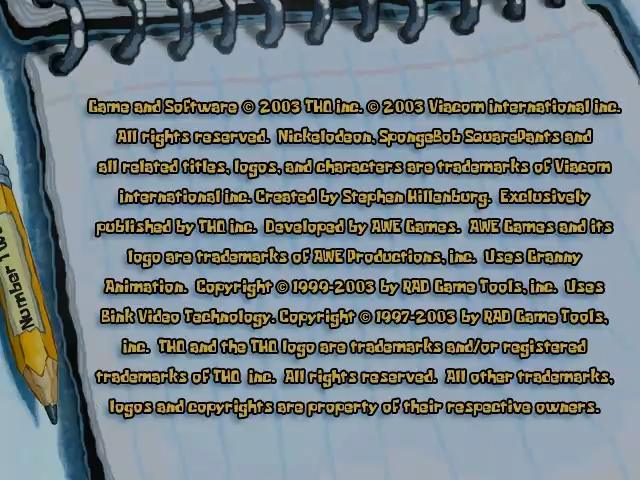 Game and Software © 2003 THQ inc. © 2003 Viacom international inc.
All rights reserved. Nickelodeon, SpongeBob SquarePants and
all related titles, logos, and characters are trademarks of Viacom
international inc. Created by Stephen Hillenburg. Exclusively
published by THQ inc. Developed by AWE Games. AWE Games and its
logo are trademarks of AWE Productions, inc. Uses Granny
Animation. Copyright © 1999-2003 by RAD Game Tools, inc. Uses
Bink Video Technology. Copyright © 1997-2003 by RAD Game Tools,
inc. THQ and the THQ logo are trademarks and/or registered
trademarks of THQ inc. All rights reserved. All other trademarks,
logos and copyrights are property of their respective owners.
Number